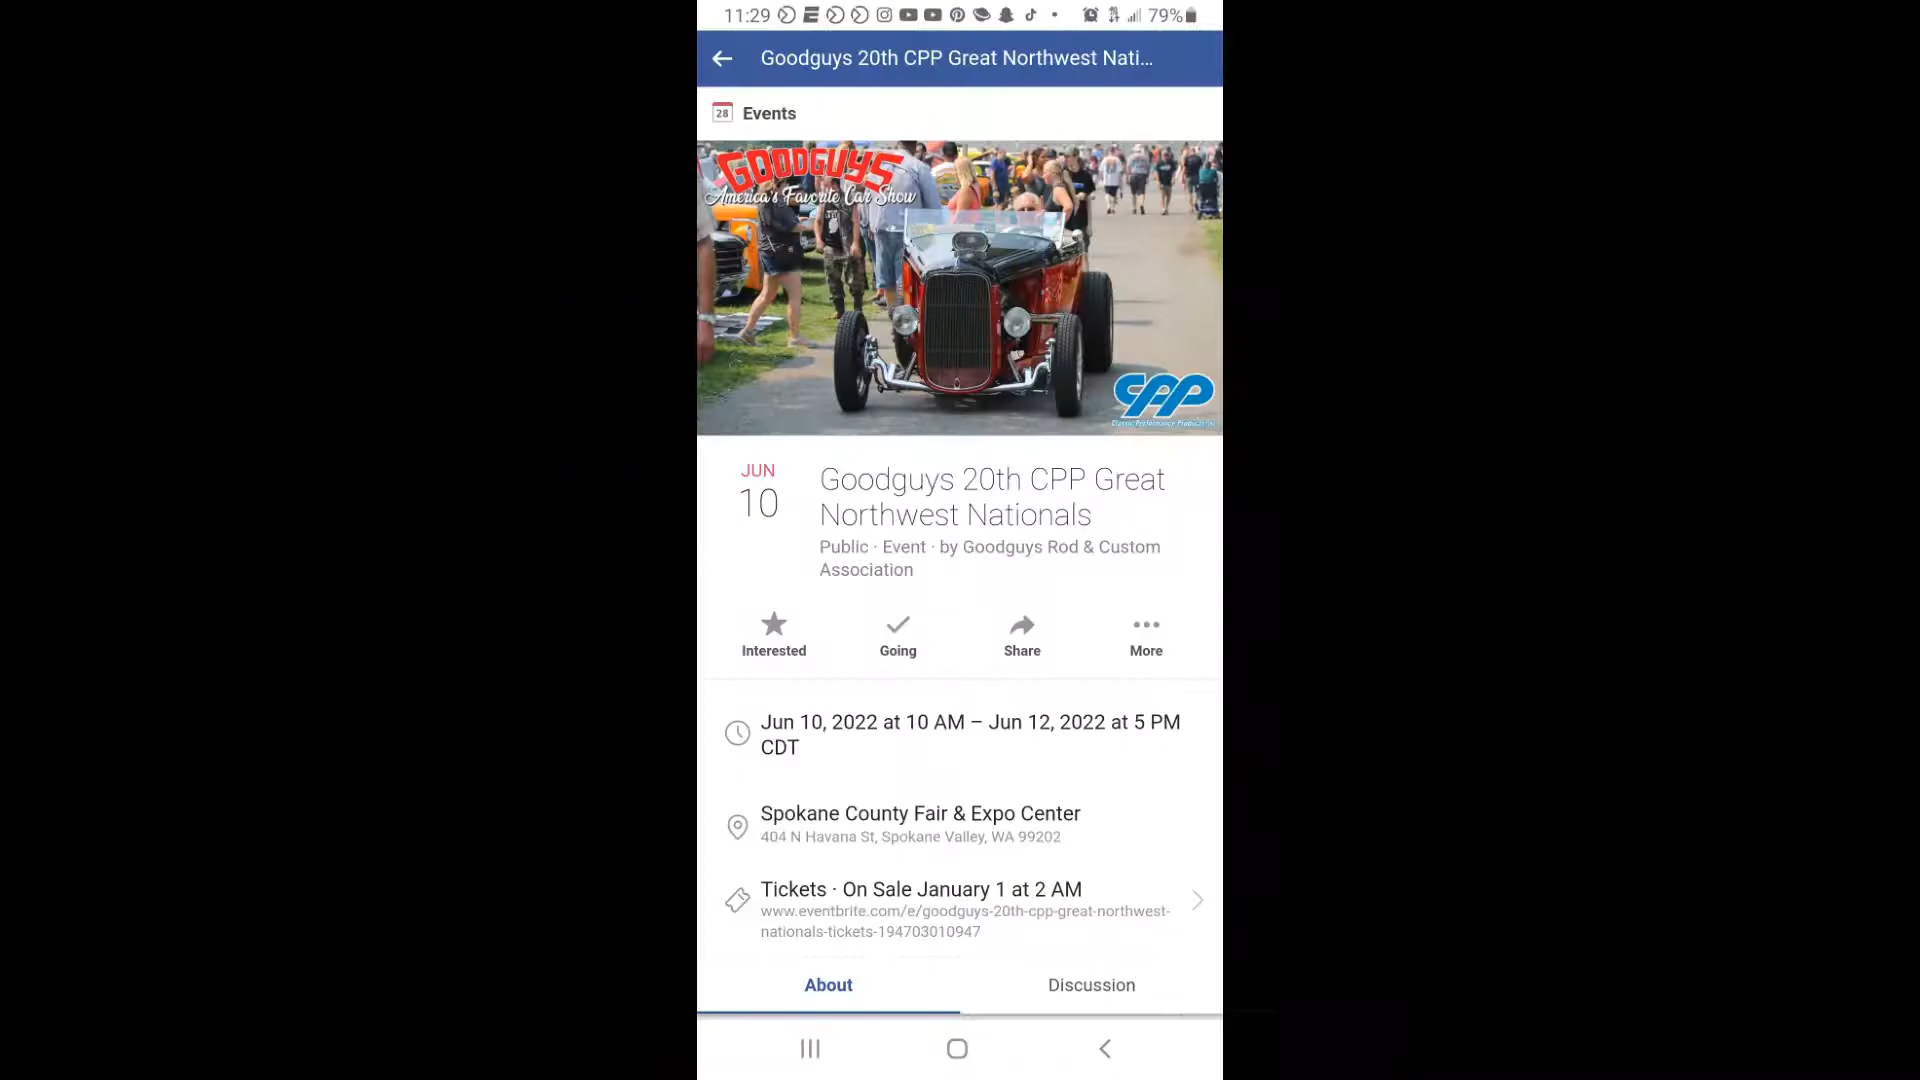 11:29 79%
Goodguys 20th CPP Great Northwest Nati...
28 Events
GOODGUYS
America's Favorite Car Show
CPP
Classic Performance Products
JUN
10
Goodguys 20th CPP Great
Northwest Nationals
Public · Event · by Goodguys Rod & Custom
Association
Interested Going Share More
Jun 10, 2022 at 10 AM – Jun 12, 2022 at 5 PM
CDT
Spokane County Fair & Expo Center
404 N Havana St, Spokane Valley, WA 99202
Tickets · On Sale January 1 at 2 AM
www.eventbrite.com/e/goodguys-20th-cpp-great-northwest-
nationals-tickets-194703010947
About Discussion